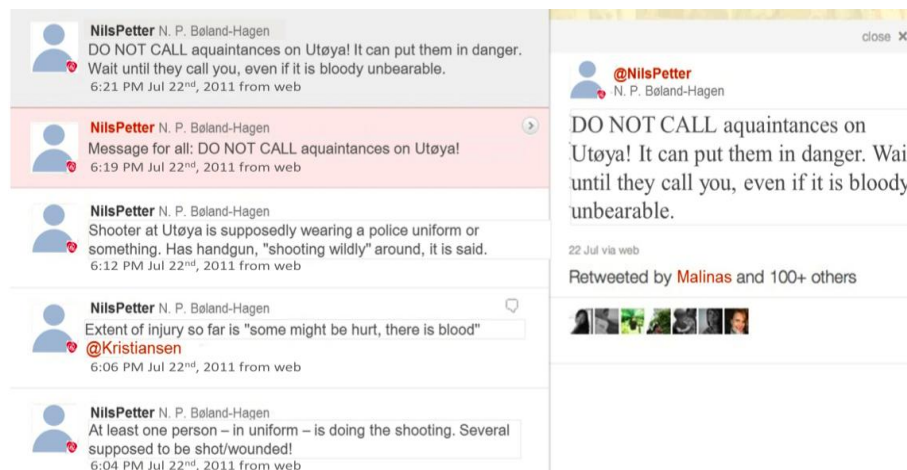 NilsPetter N. P. Bøland-Hagen
DO NOT CALL aquaintances on Utøya! It can put them in danger.
Wait until they call you, even if it is bloody unbearable.
6:21 PM Jul 22nd, 2011 from web
NilsPetter N. P. Bøland-Hagen
Message for all: DO NOT CALL aquaintances on Utøya!
6:19 PM Jul 22nd, 2011 from web
NilsPetter N. P. Bøland-Hagen
Shooter at Utøya is supposedly wearing a police uniform or
something. Has handgun, "shooting wildly" around, it is said.
6:12 PM Jul 22nd, 2011 from web
NilsPetter N. P. Bøland-Hagen
Extent of injury so far is "some might be hurt, there is blood"
@Kristiansen
6:06 PM Jul 22nd, 2011 from web
NilsPetter N. P. Bøland-Hagen
At least one person – in uniform – is doing the shooting. Several
supposed to be shot/wounded!
6:04 PM Jul 22nd, 2011 from web
close ×
@NilsPetter
N. P. Bøland-Hagen
DO NOT CALL aquaintances on
Utøya! It can put them in danger. Wai
until they call you, even if it is bloody
unbearable.
22 Jul via web
Retweeted by Malinas and 100+ others